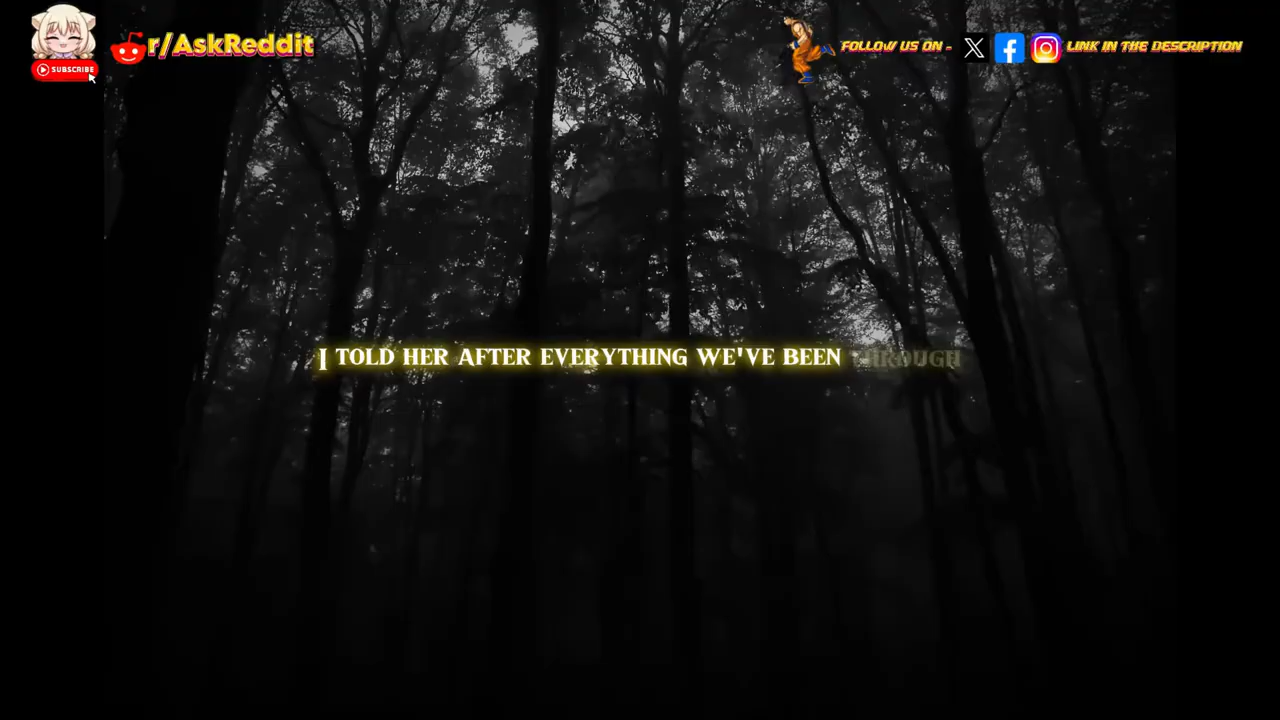 r/AskReddit
SUBSCRIBE
FOLLOW US ON -
LINK IN THE DESCRIPTION
I TOLD HER AFTER EVERYTHING WE'VE BEEN THROUGH